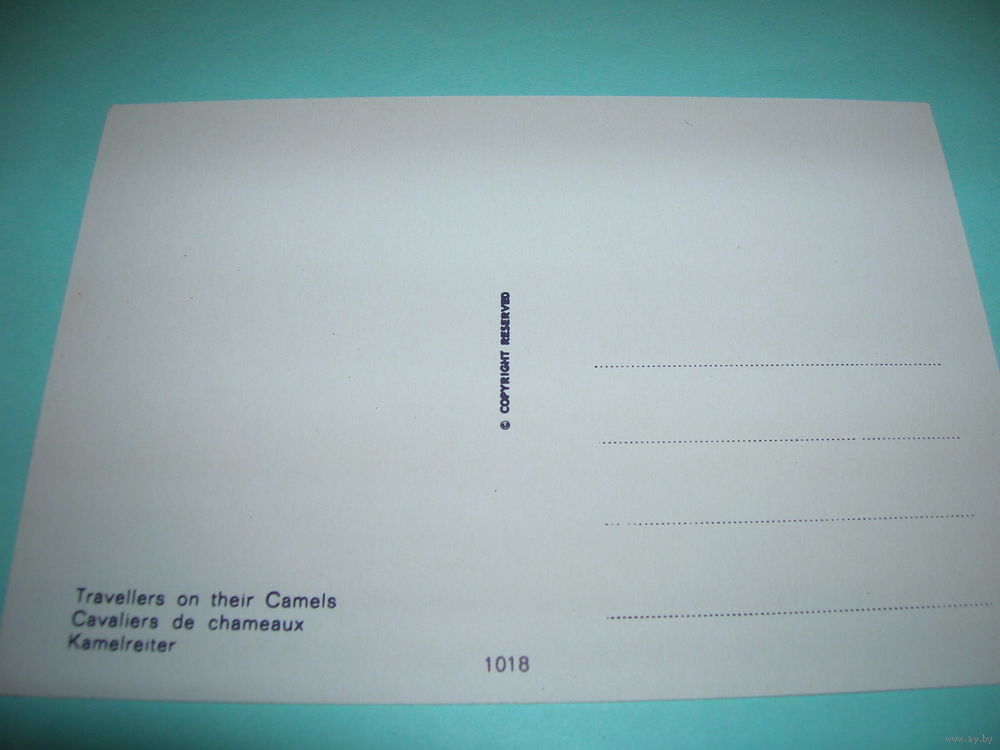 © COPYRIGHT RESERVED
Travellers on their Camels
Cavaliers de chameaux
Kamelreiter
1018
www.ay.by